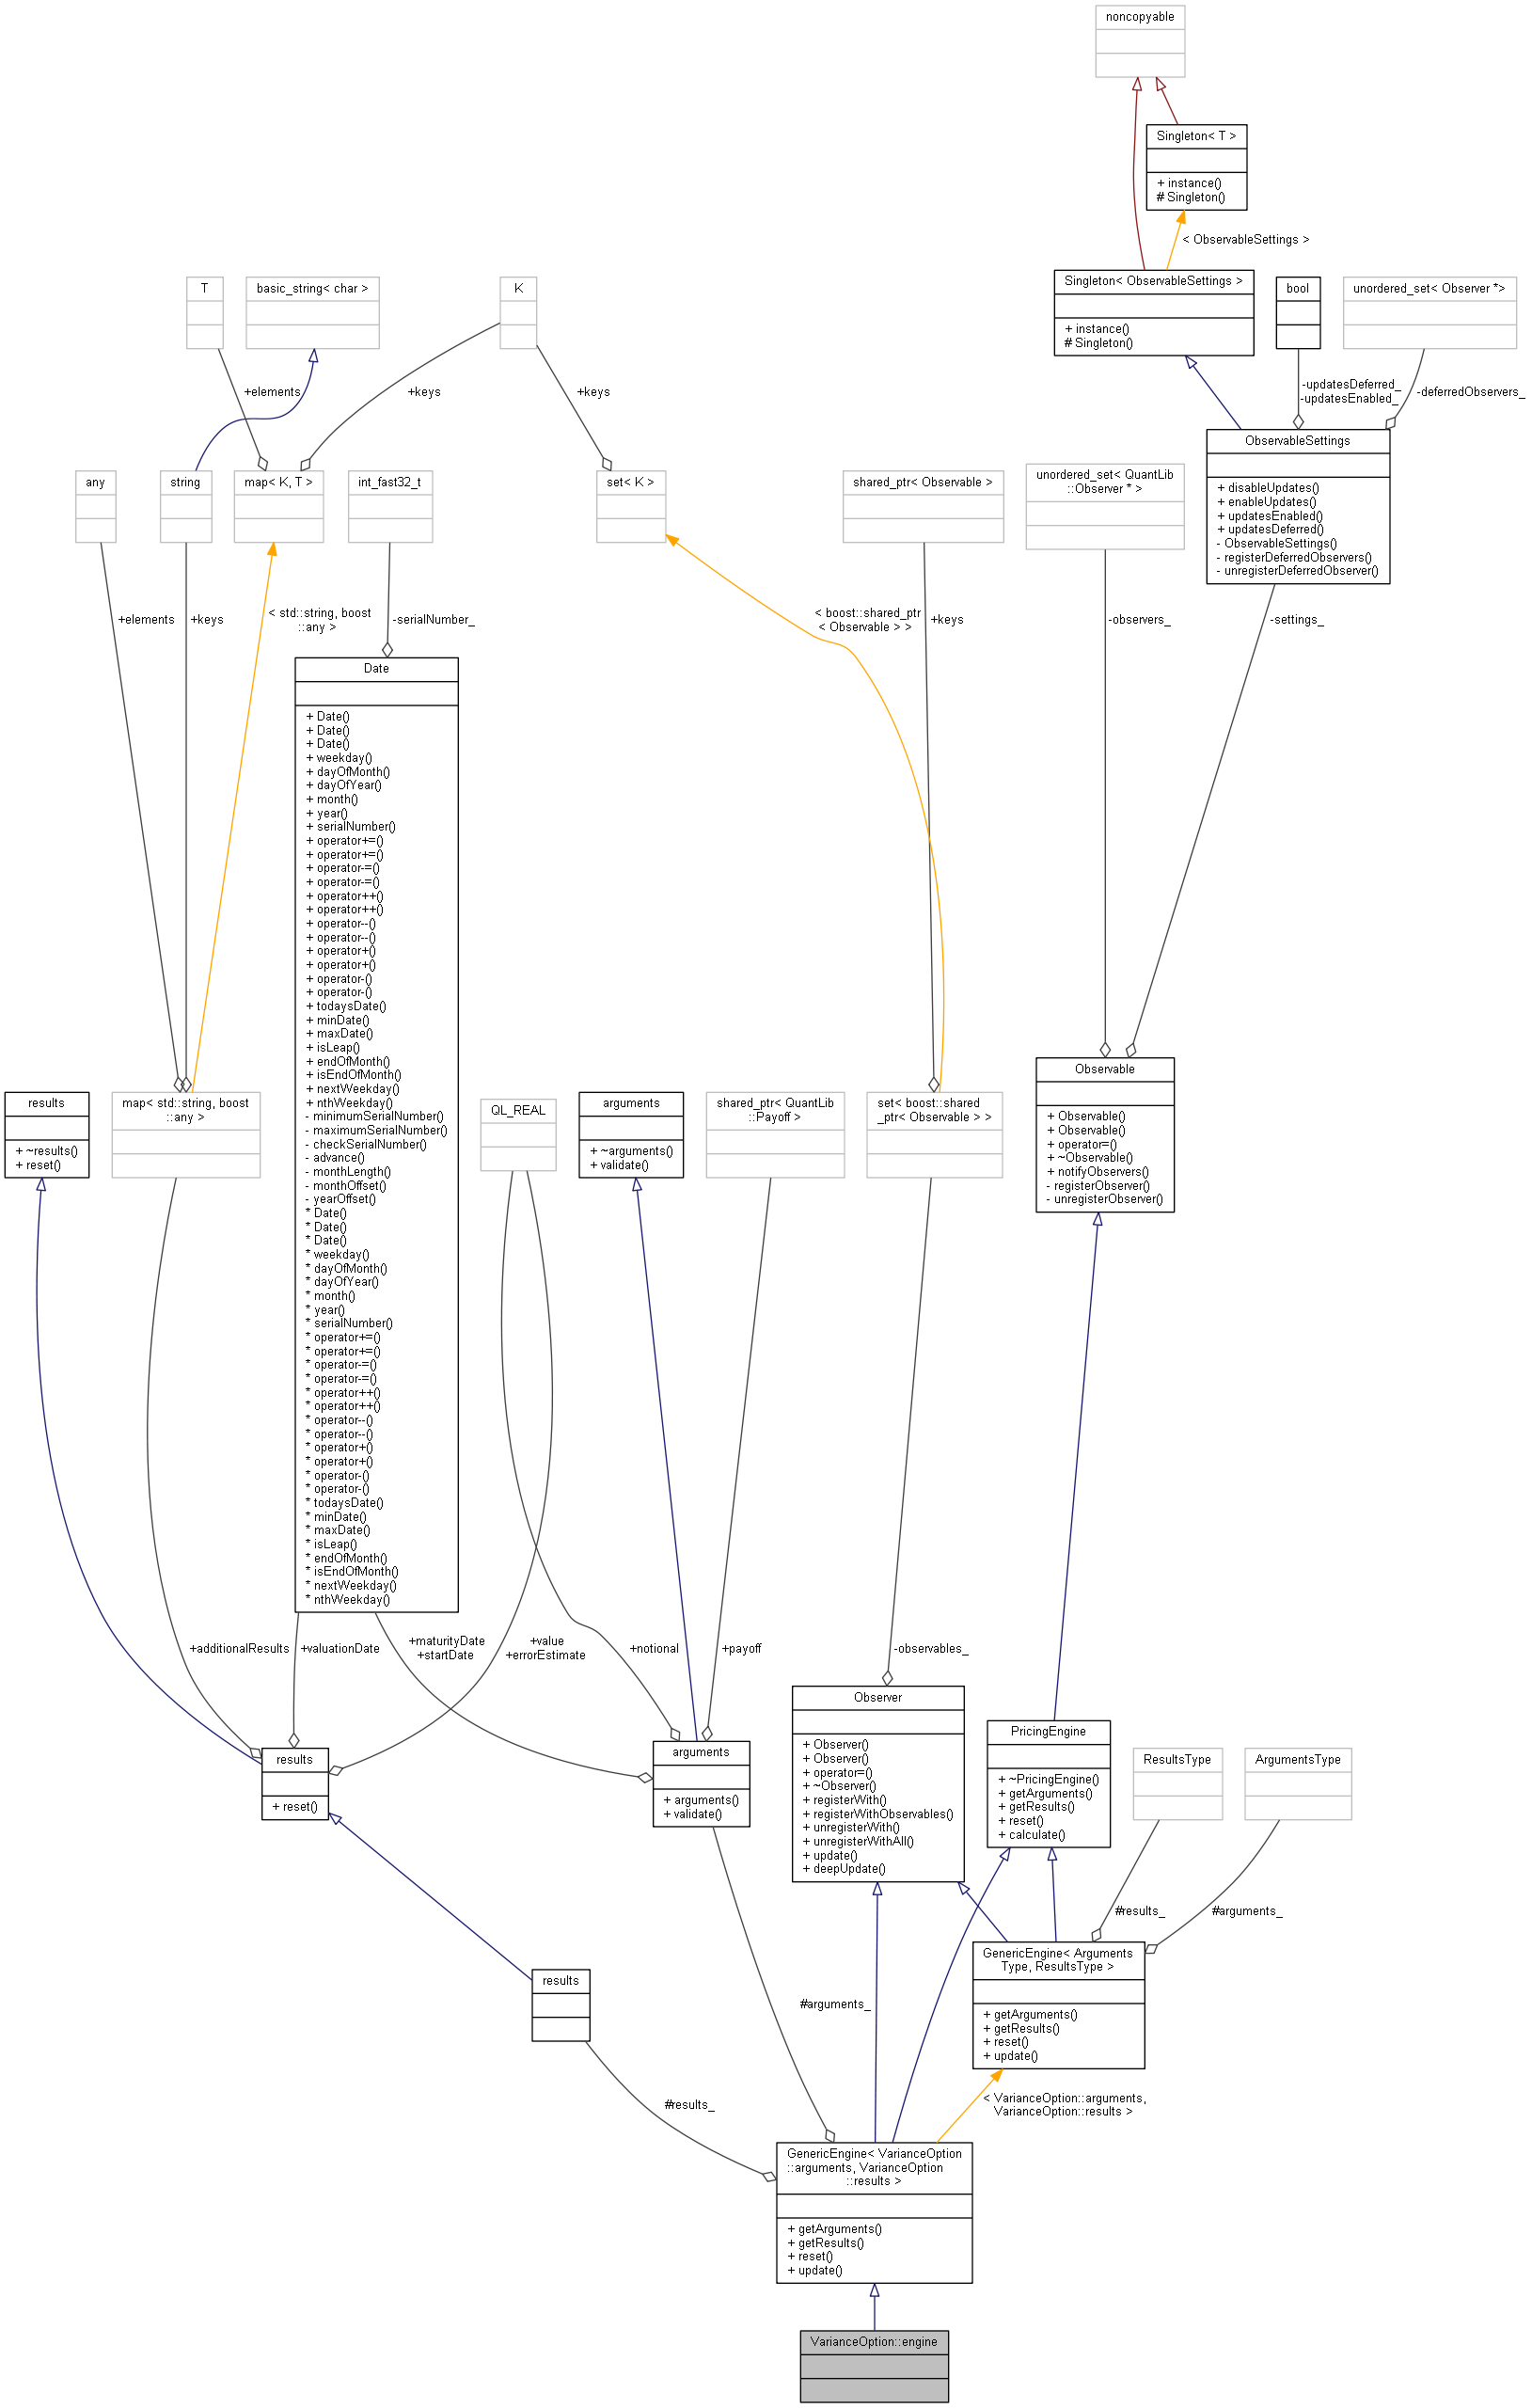 noncopyable
Singleton< T >
+ instance()
# Singleton()
< ObservableSettings >
T
basic_string< char >
K
Singleton< ObservableSettings >
+ instance()
# Singleton()
bool
unordered_set< Observer *>
+elements
+keys
+keys
-updatesDeferred_
-updatesEnabled_
-deferredObservers_
any
string
map< K, T >
int_fast32_t
set< K >
shared_ptr< Observable >
unordered_set< QuantLib
::Observer * >
ObservableSettings
+ disableUpdates()
+ enableUpdates()
+ updatesEnabled()
+ updatesDeferred()
- ObservableSettings()
- registerDeferredObservers()
- unregisterDeferredObserver()
+elements
+keys
< std::string, boost
::any >
-serialNumber_
< boost::shared_ptr
< Observable > >
+keys
-observers_
-settings_
Date
+ Date()
+ Date()
+ Date()
+ weekday()
+ dayOfMonth()
+ dayOfYear()
+ month()
+ year()
+ serialNumber()
+ operator+=()
+ operator+=()
+ operator-=()
+ operator-=()
+ operator++()
+ operator++()
+ operator--()
+ operator--()
+ operator+()
+ operator+()
+ operator-()
+ operator-()
+ todaysDate()
+ minDate()
+ maxDate()
+ isLeap()
+ endOfMonth()
+ isEndOfMonth()
+ nextWeekday()
+ nthWeekday()
- minimumSerialNumber()
- maximumSerialNumber()
- checkSerialNumber()
- advance()
- monthLength()
- monthOffset()
- yearOffset()
* Date()
* Date()
* Date()
* weekday()
* dayOfMonth()
* dayOfYear()
* month()
* year()
* serialNumber()
* operator+=()
* operator+=()
* operator-=()
* operator-=()
* operator++()
* operator++()
* operator--()
* operator--()
* operator+()
* operator+()
* operator-()
* operator-()
* todaysDate()
* minDate()
* maxDate()
* isLeap()
* endOfMonth()
* isEndOfMonth()
* nextWeekday()
* nthWeekday()
results
+ ~results()
+ reset()
map< std::string, boost
::any >
QL_REAL
arguments
+ ~arguments()
+ validate()
shared_ptr< QuantLib
::Payoff >
set< boost::shared
_ptr< Observable > >
Observable
+ Observable()
+ Observable()
+ operator=()
+ ~Observable()
+ notifyObservers()
- registerObserver()
- unregisterObserver()
+additionalResults
+valuationDate
+maturityDate
+startDate
+value
+errorEstimate
+notional
+payoff
-observables_
results
+ reset()
arguments
+ arguments()
+ validate()
Observer
+ Observer()
+ Observer()
+ operator=()
+ ~Observer()
+ registerWith()
+ registerWithObservables()
+ unregisterWith()
+ unregisterWithAll()
+ update()
+ deepUpdate()
PricingEngine
+ ~PricingEngine()
+ getArguments()
+ getResults()
+ reset()
+ calculate()
ResultsType
ArgumentsType
#results_
#arguments_
results
#arguments_
GenericEngine< Arguments
Type, ResultsType >
+ getArguments()
+ getResults()
+ reset()
+ update()
#results_
< VarianceOption::arguments,
VarianceOption::results >
GenericEngine< VarianceOption
::arguments, VarianceOption
::results >
+ getArguments()
+ getResults()
+ reset()
+ update()
VarianceOption::engine